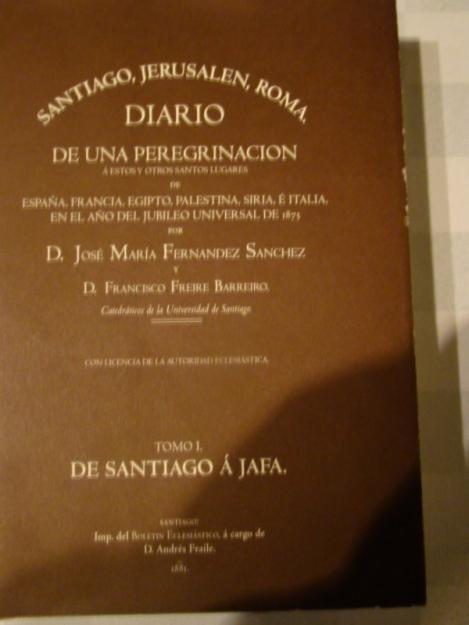 SANTIAGO, JERUSALEN, ROMA.
DIARIO
DE UNA PEREGRINACION
Á ESTOS Y OTROS SANTOS LUGARES
DE
ESPAÑA, FRANCIA, EGIPTO, PALESTINA, SIRIA, É ITALIA,
EN EL AÑO DEL JUBILEO UNIVERSAL DE 1875
POR
D. JOSÉ MARÍA FERNANDEZ SANCHEZ
Y
D. FRANCISCO FREIRE BARREIRO,
Catedráticos de la Universidad de Santiago
CON LICENCIA DE LA AUTORIDAD ECLESIÁSTICA.
TOMO I.
DE SANTIAGO Á JAFA.
SANTIAGO:
Imp. del BOLETIN ECLESIÁSTICO, á cargo de
D. Andrés Fraile.
1881.